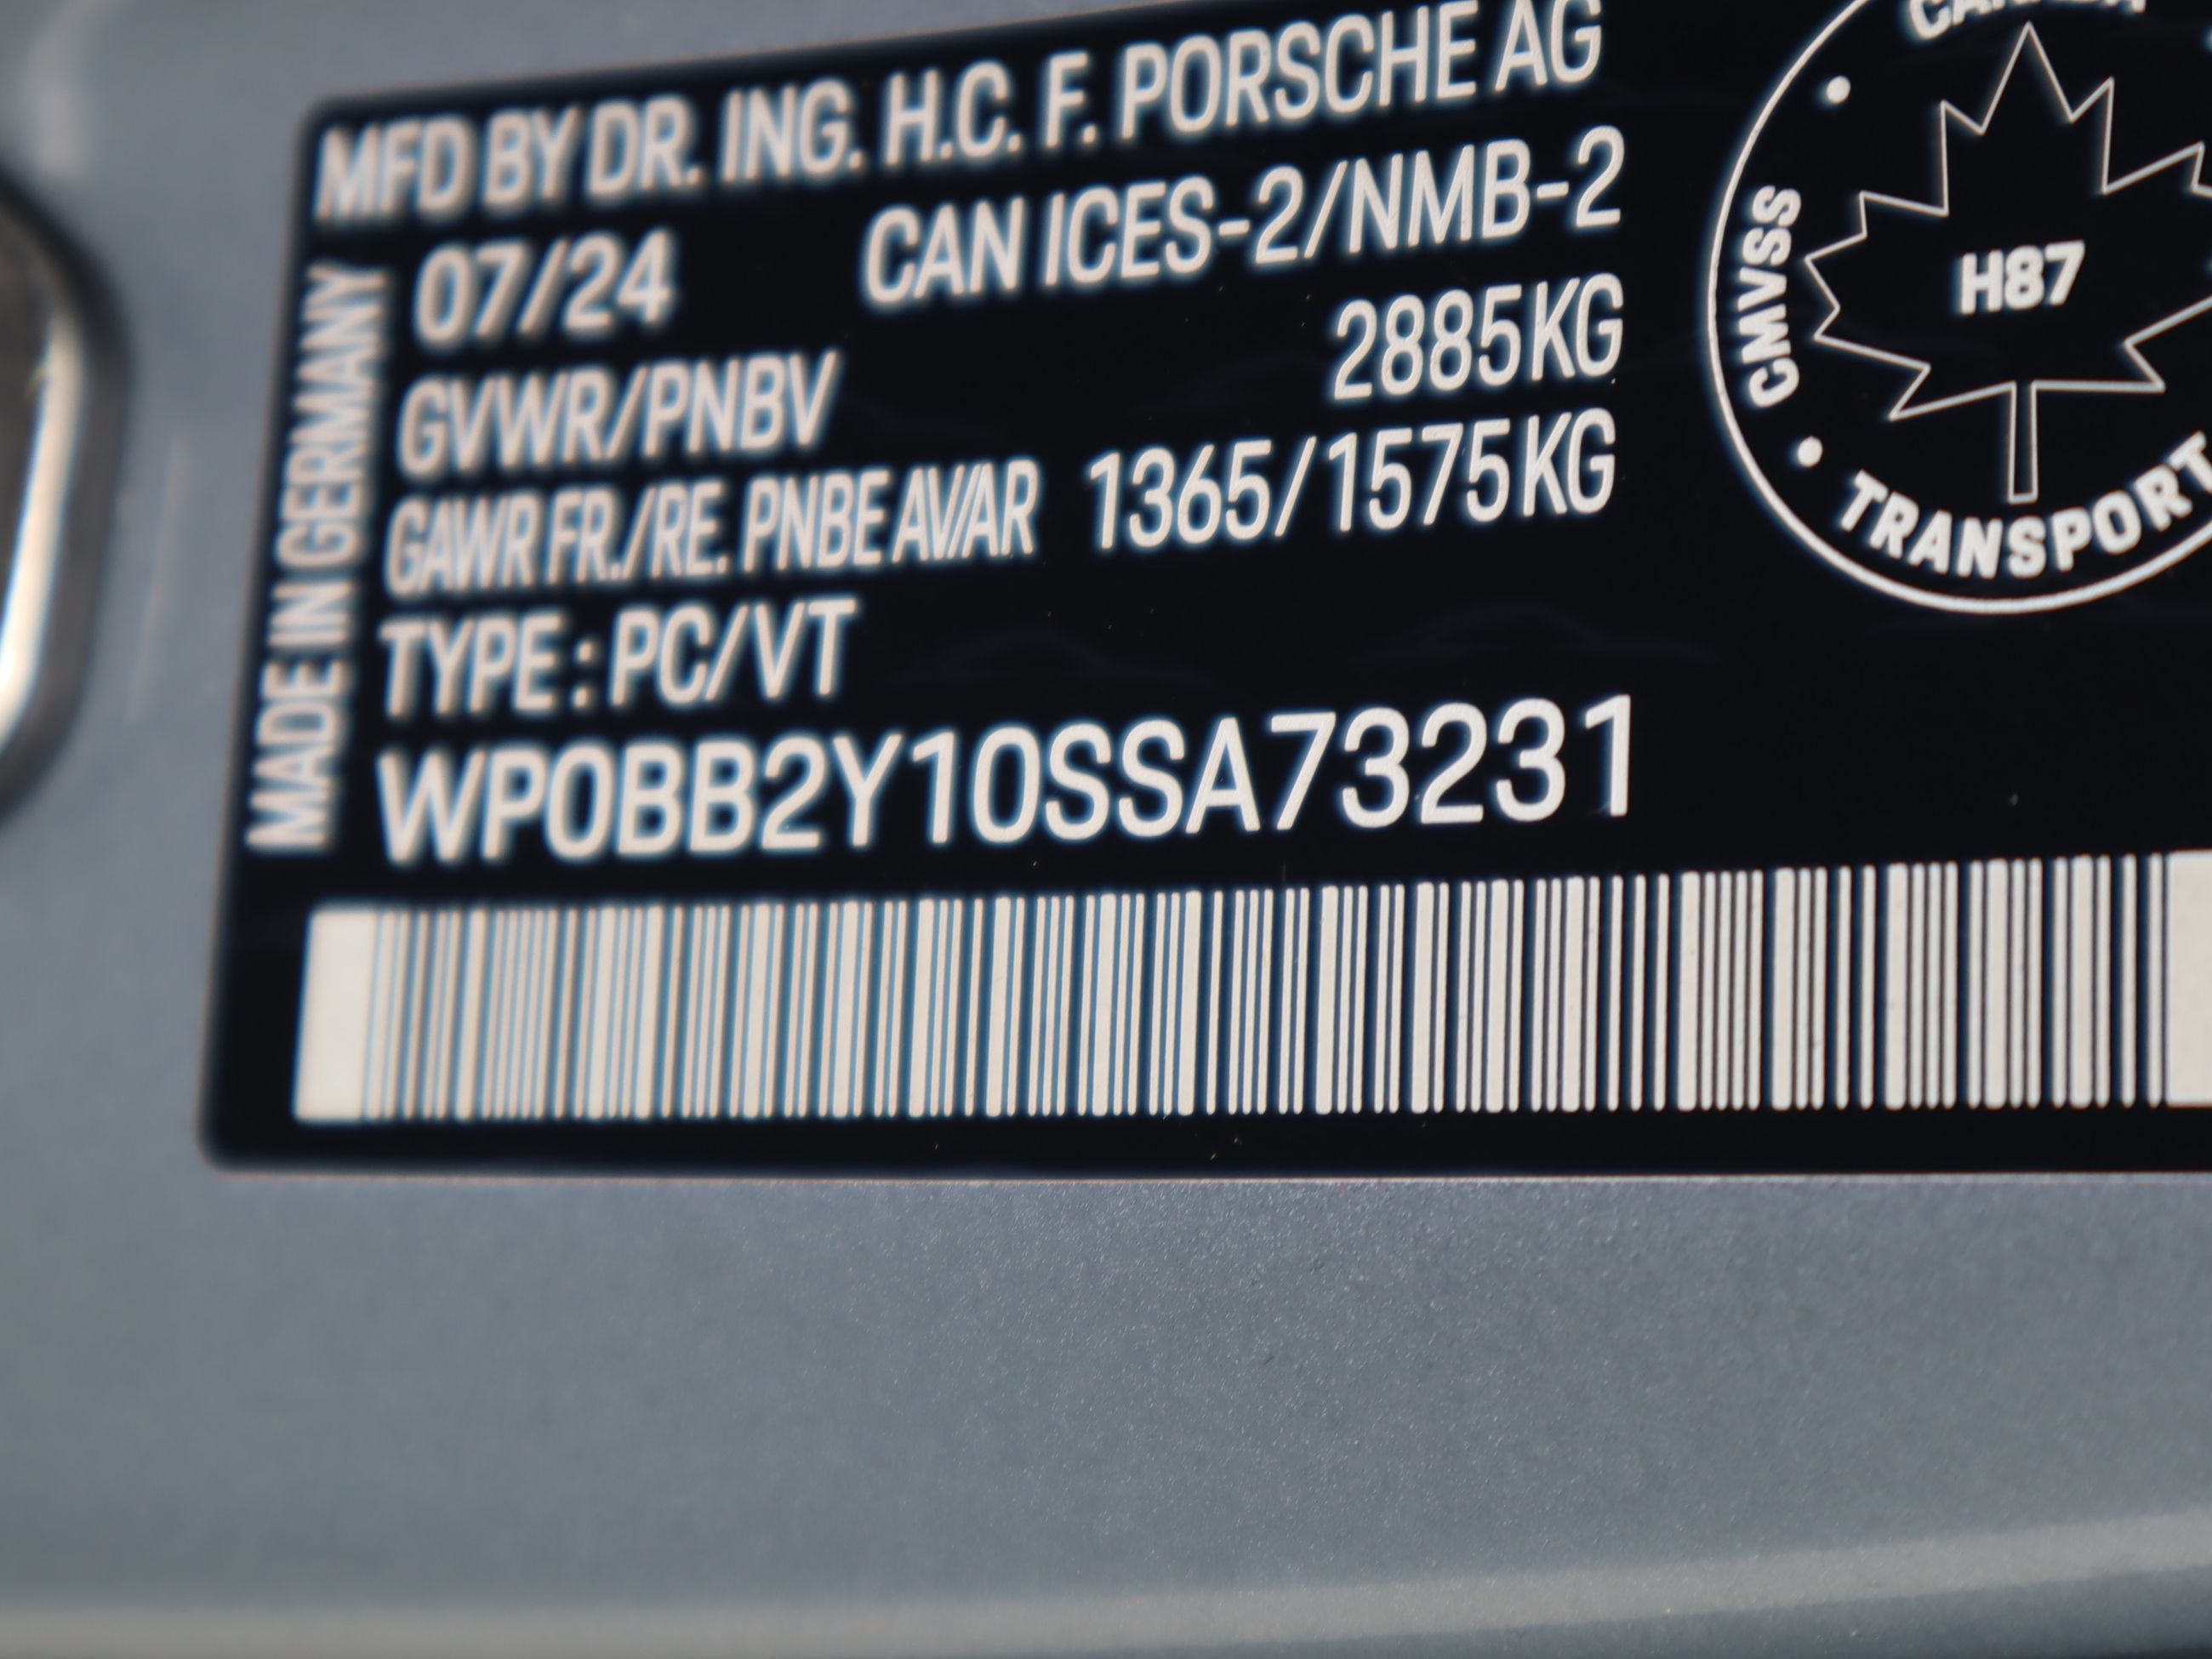 MFD BY DR. ING. H.C. F. PORSCHE AG
07/24 CAN ICES-2/NMB-2
GVWR/PNBV 2885KG
GAWR FR./RE. PNBE AV/AR 1365/1575KG
TYPE : PC/VT
WP0BB2Y10SSA73231
MADE IN GERMANY
CMVSS
H87
TRANSPORT